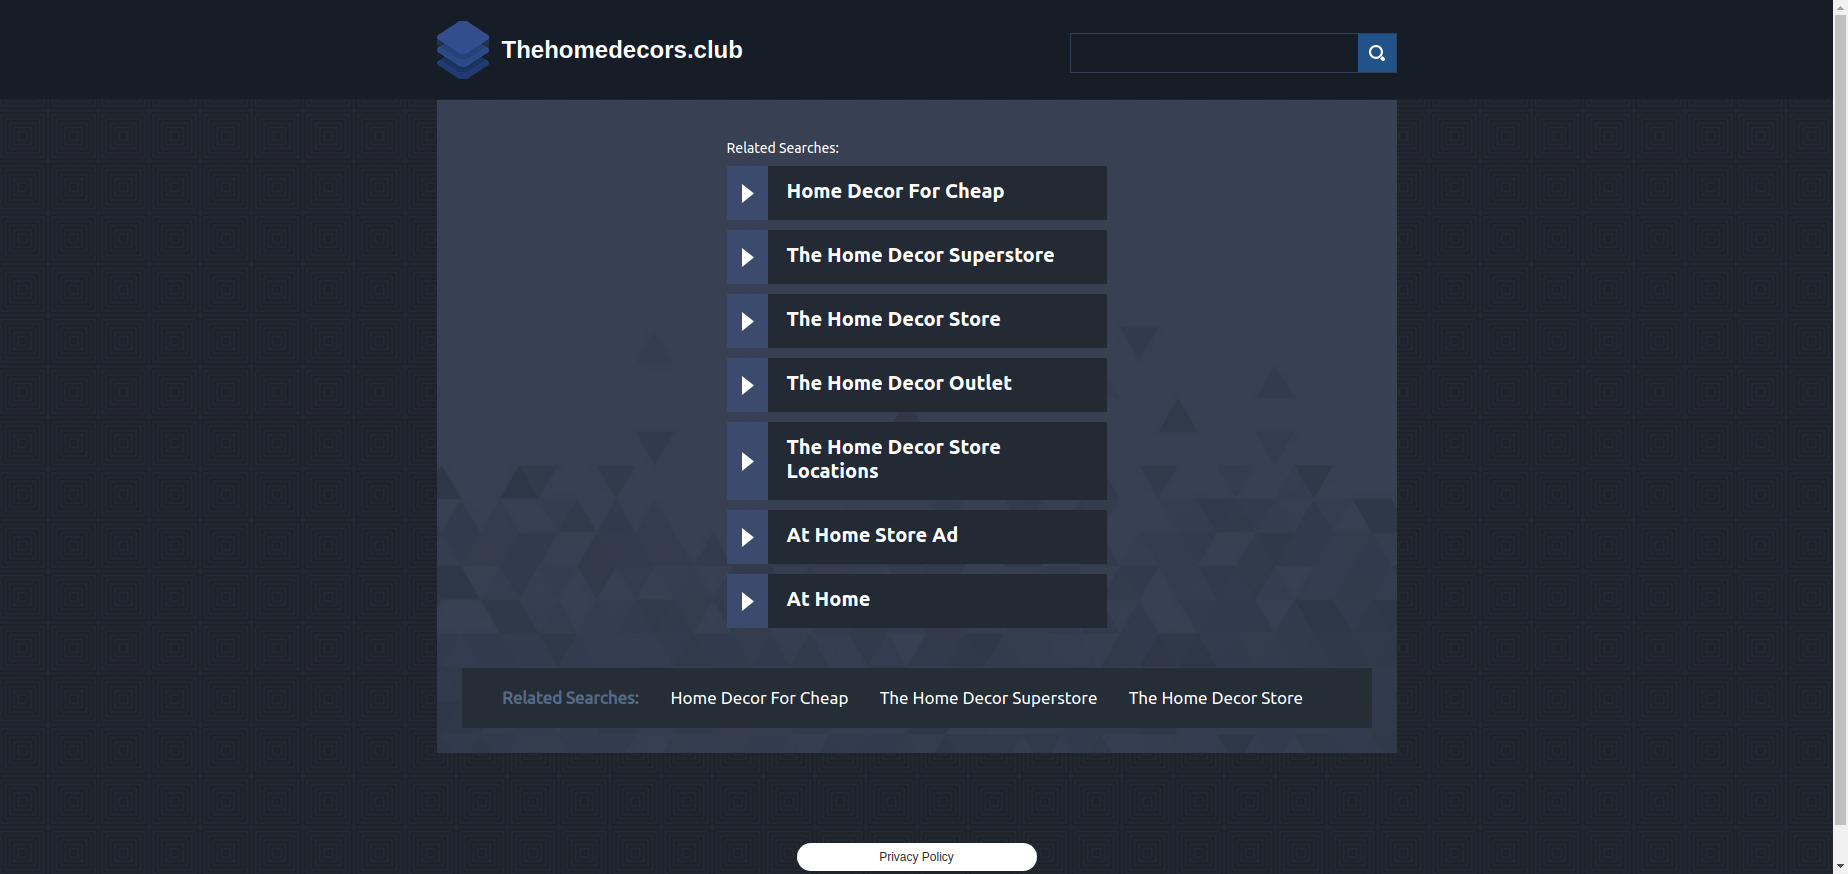 Thehomedecors.club
Related Searches:
Home Decor For Cheap
The Home Decor Superstore
The Home Decor Store
The Home Decor Outlet
The Home Decor Store
Locations
At Home Store Ad
At Home
Related Searches: Home Decor For Cheap The Home Decor Superstore The Home Decor Store
Privacy Policy